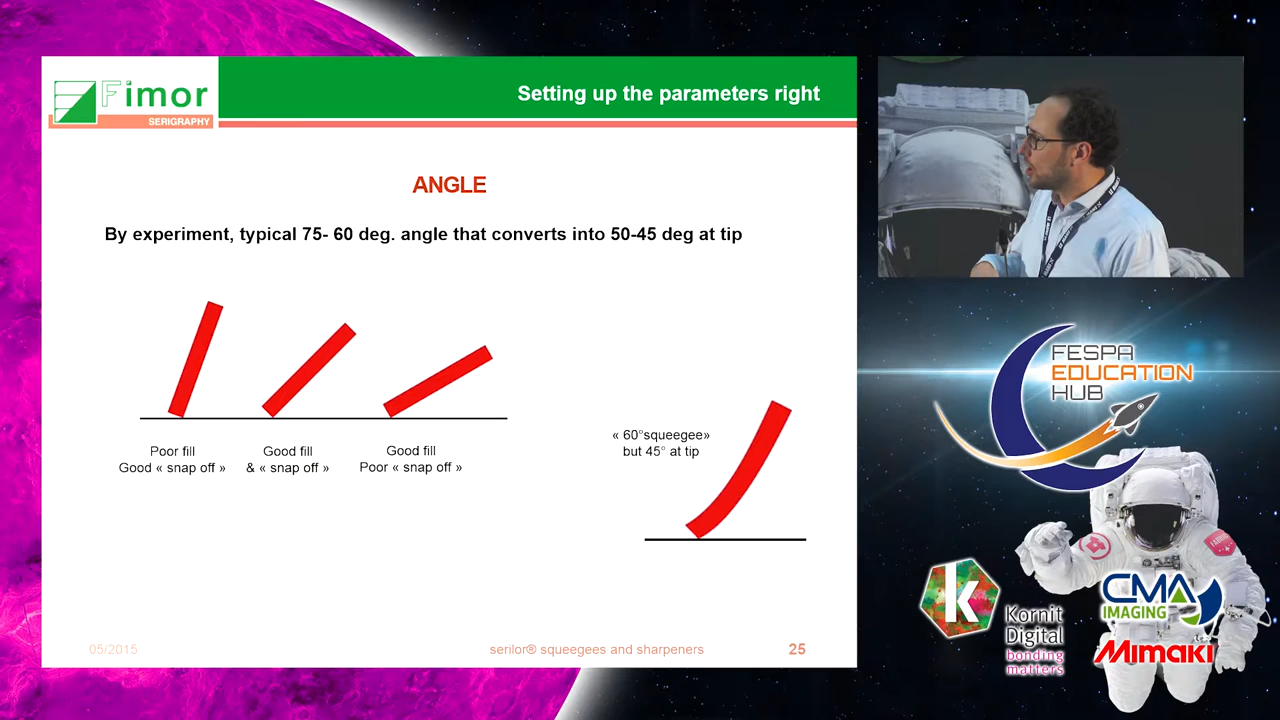 Fimor
SERIGRAPHY
Setting up the parameters right
ANGLE
By experiment, typical 75- 60 deg. angle that converts into 50-45 deg at tip
Poor fill
Good « snap off »
Good fill
& « snap off »
Good fill
Poor « snap off »
« 60°squeegee»
but 45° at tip
05/2015
serilor® squeegees and sharpeners
25
FESPA
EDUCATION
HUB
k
Kornit
Digital
bonding
matters
CMA
IMAGING
Mimaki